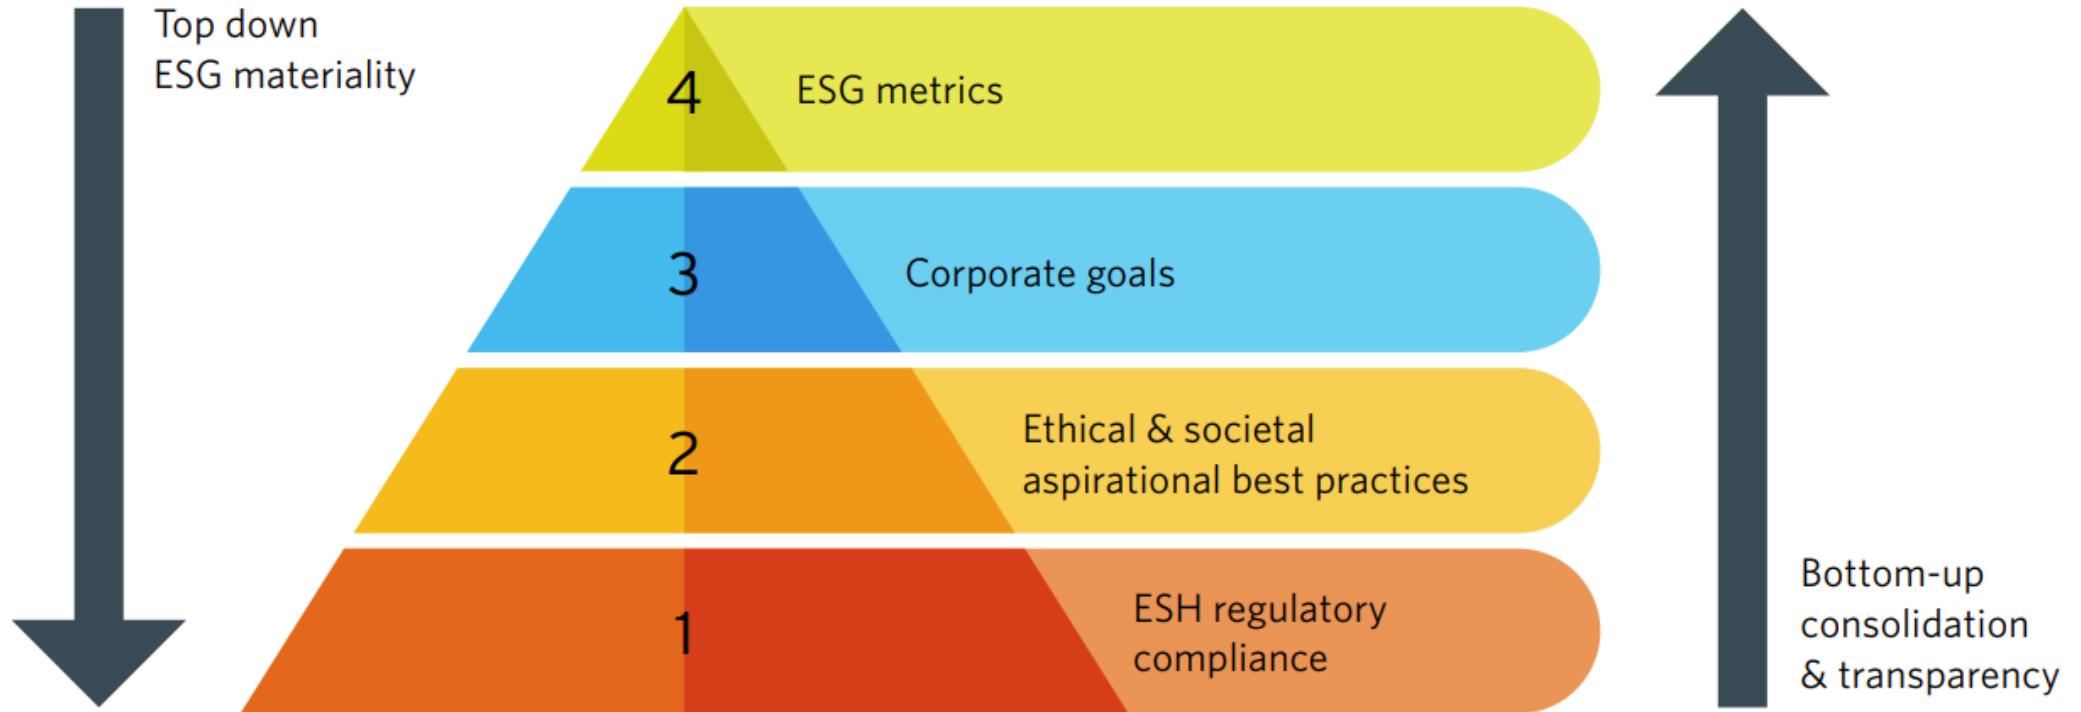 Top down
ESG materiality
4
ESG metrics
3
Corporate goals
2
Ethical & societal
aspirational best practices
1
ESH regulatory
compliance
Bottom-up
consolidation
& transparency